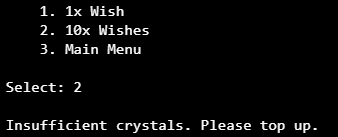 1. 1x Wish
2. 10x Wishes
3. Main Menu
Select: 2
Insufficient crystals. Please top up.